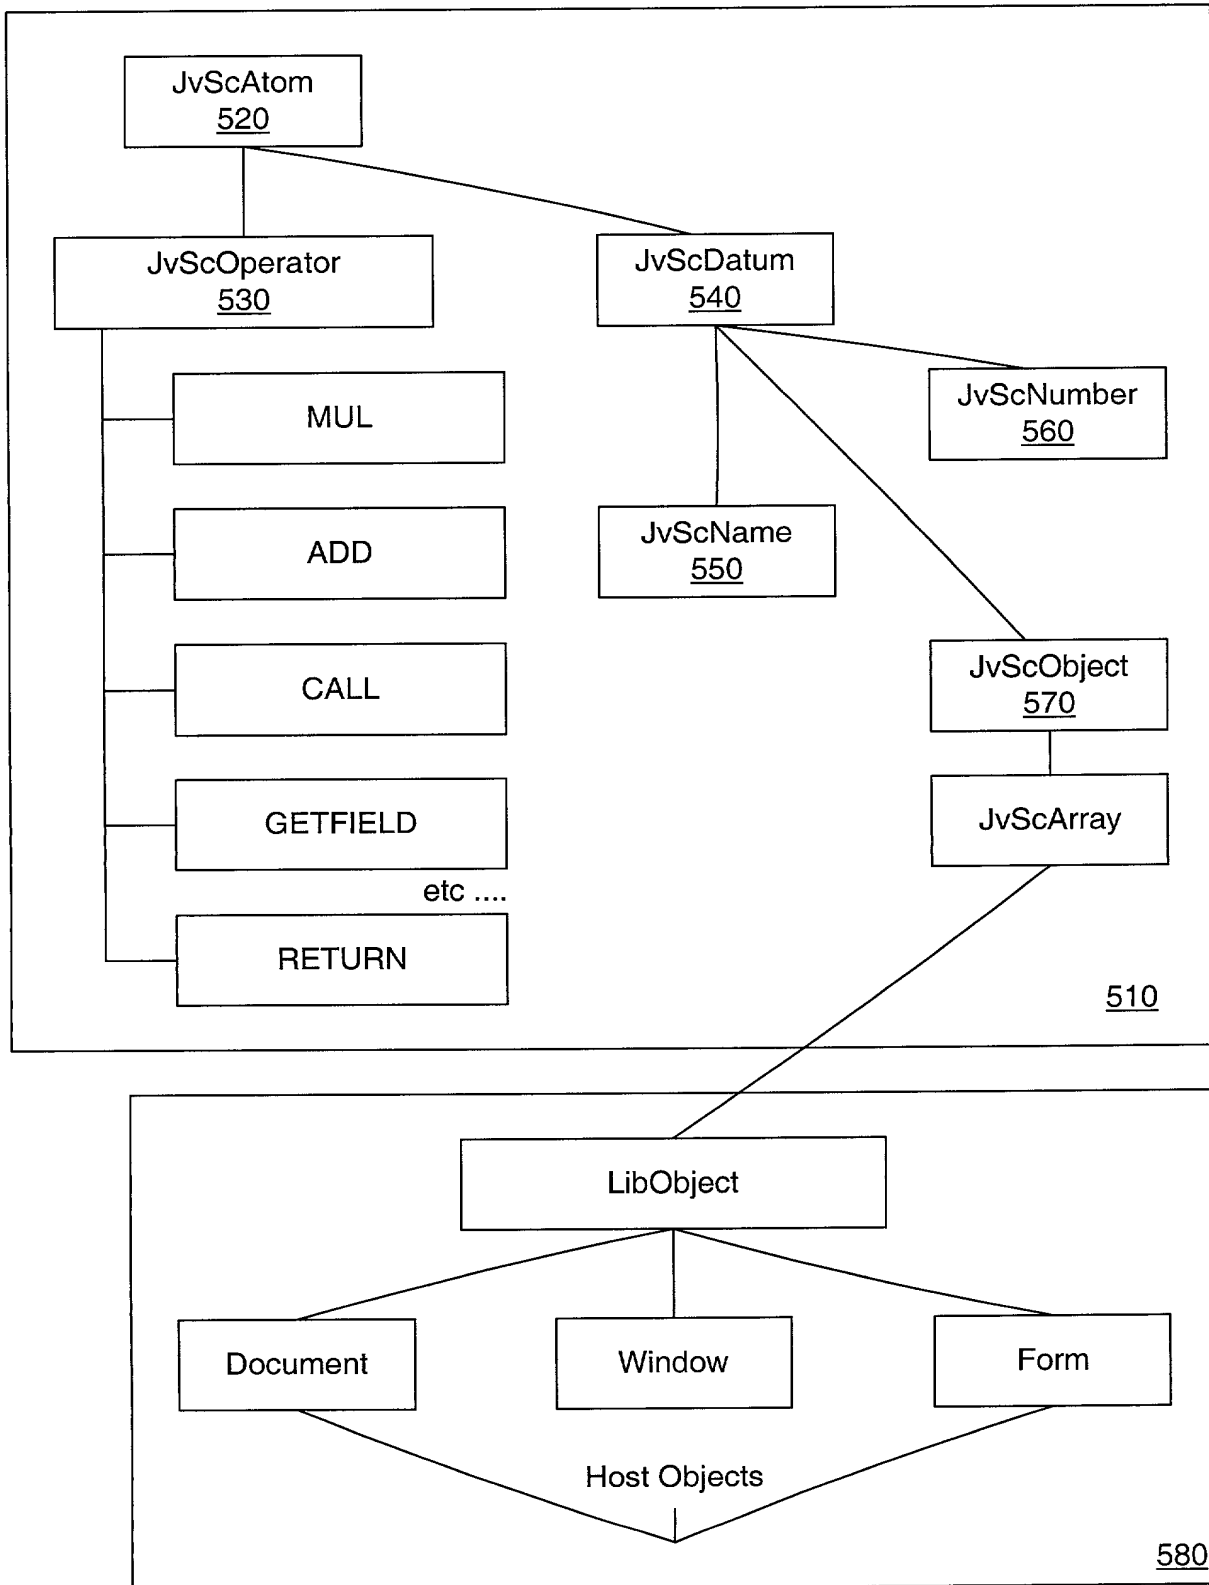 JvScAtom
520
JvScOperator
530
JvScDatum
540
MUL
JvScNumber
560
ADD
JvScName
550
CALL
JvScObject
570
GETFIELD
JvScArray
etc ....
RETURN
510
LibObject
Document
Window
Form
Host Objects
580